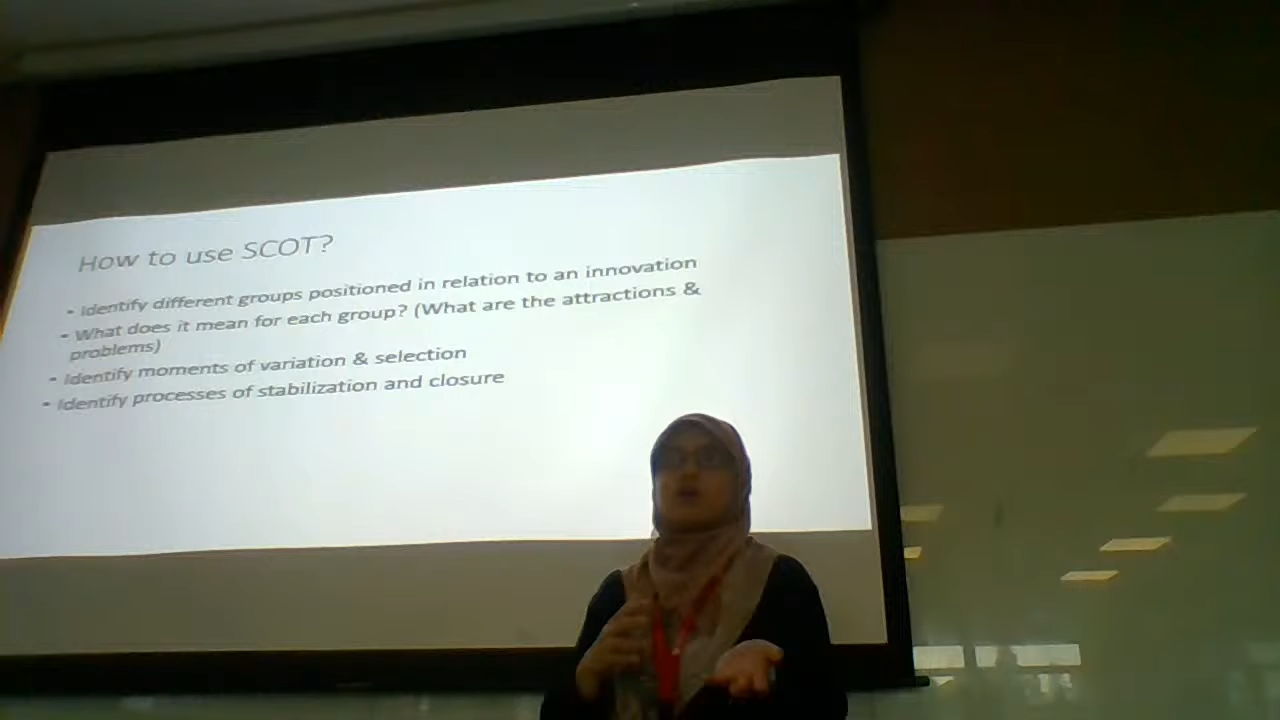 How to use SCOT?
• Identify different groups positioned in relation to an innovation
• What does it mean for each group? (What are the attractions &
problems)
• Identify moments of variation & selection
• Identify processes of stabilization and closure